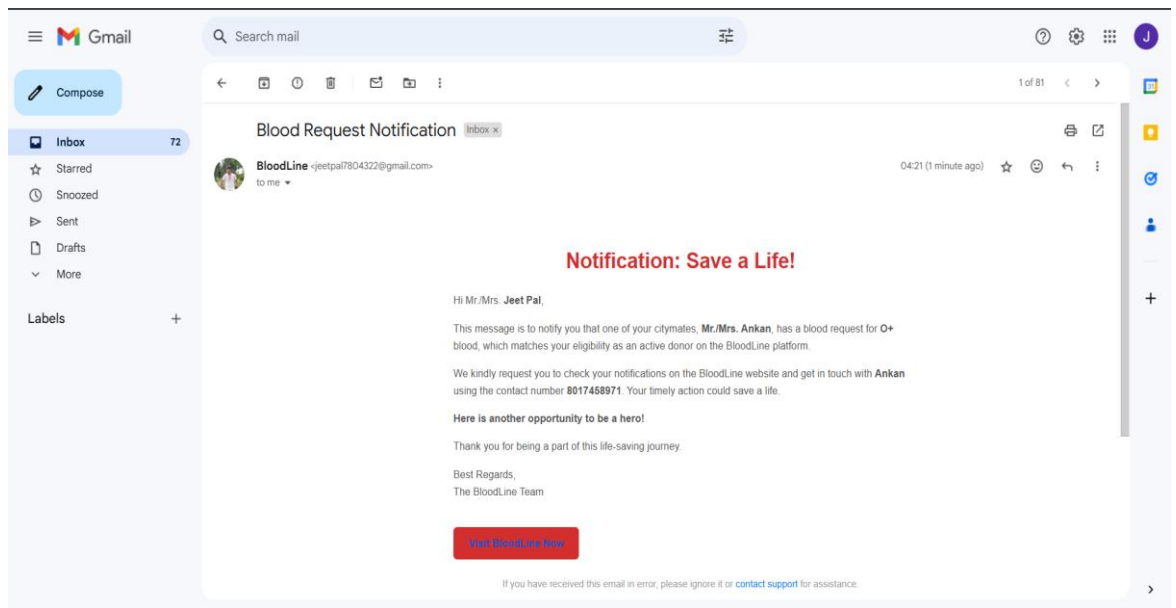 Gmail
Search mail
J
Compose
1 of 81
Inbox 72
Starred
Snoozed
Sent
Drafts
More
Labels
Blood Request Notification Inbox x
BloodLine <jeetpal7804322@gmail.com>
04:21 (1 minute ago)
to me
Notification: Save a Life!
Hi Mr./Mrs. Jeet Pal,
This message is to notify you that one of your citymates, Mr./Mrs. Ankan, has a blood request for O+
blood, which matches your eligibility as an active donor on the BloodLine platform.
We kindly request you to check your notifications on the BloodLine website and get in touch with Ankan
using the contact number 8017458971. Your timely action could save a life.
Here is another opportunity to be a hero!
Thank you for being a part of this life-saving journey.
Best Regards,
The BloodLine Team
Visit BloodLine Now
If you have received this email in error, please ignore it or contact support for assistance.